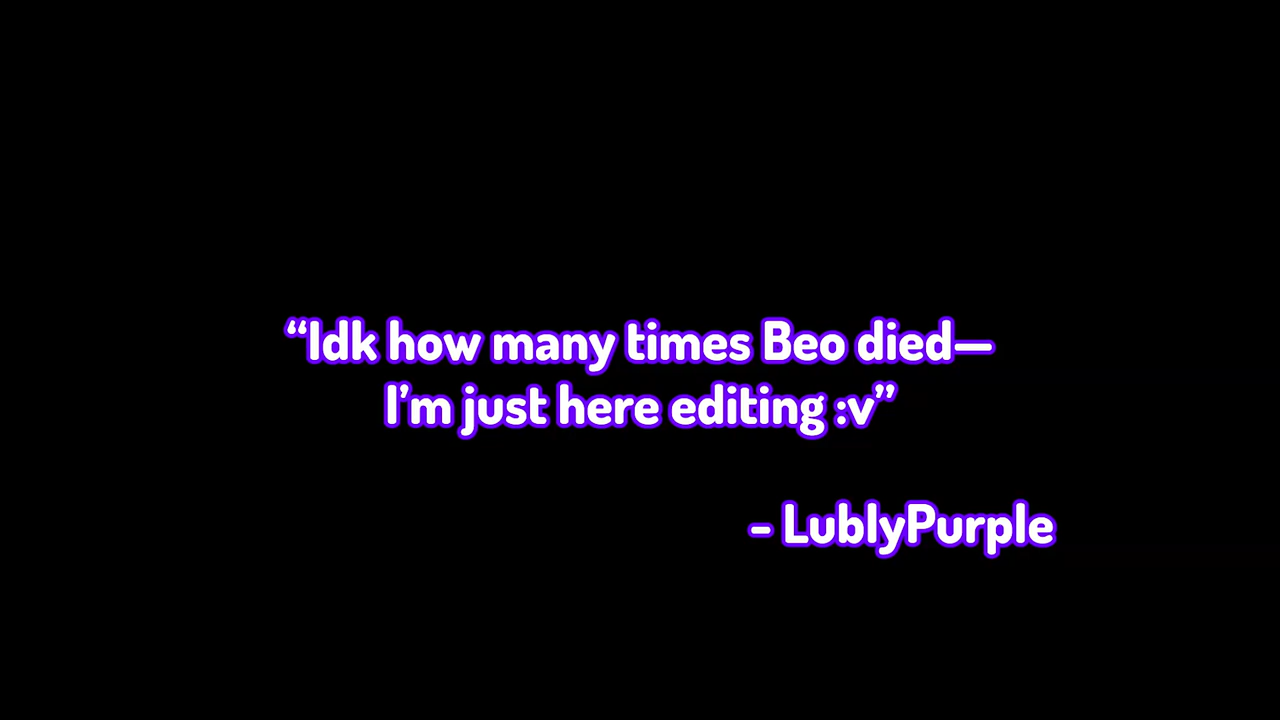 “Idk how many times Beo died—
I’m just here editing :v”
- LublyPurple